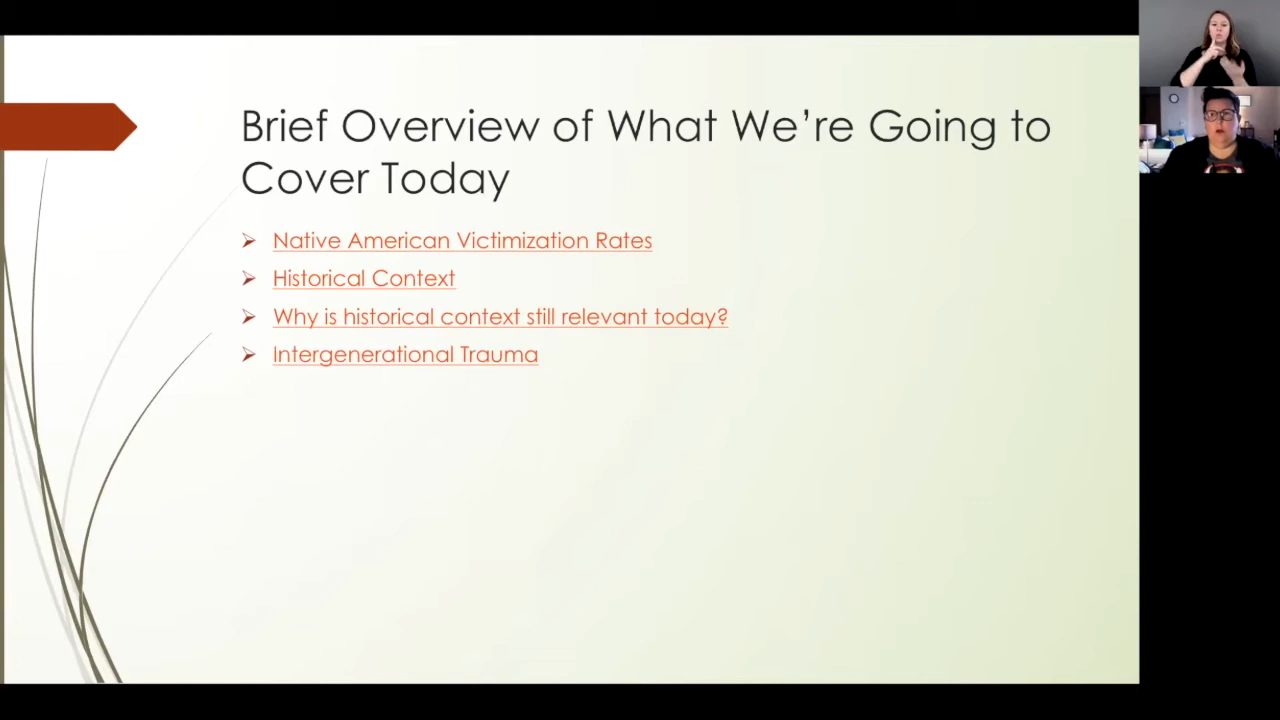 Brief Overview of What We’re Going to
Cover Today
Native American Victimization Rates
Historical Context
Why is historical context still relevant today?
Intergenerational Trauma